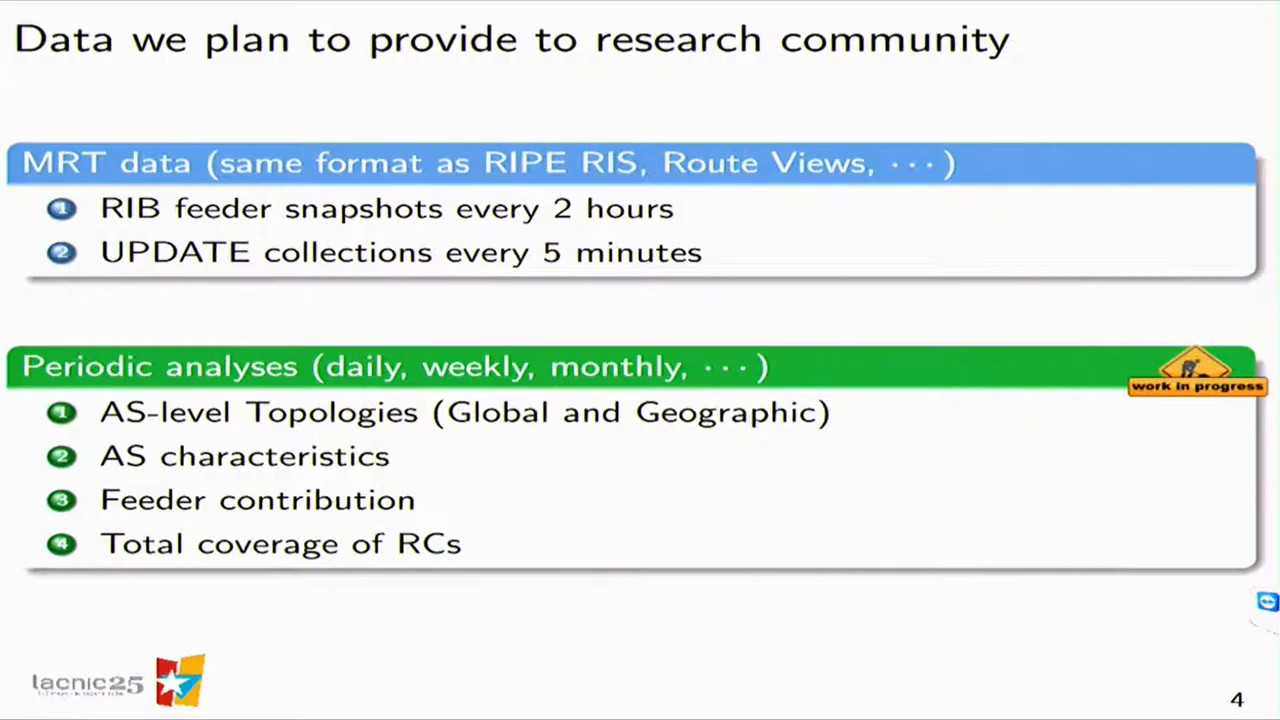 Data we plan to provide to research community
MRT data (same format as RIPE RIS, Route Views, ···)
1 RIB feeder snapshots every 2 hours
2 UPDATE collections every 5 minutes
Periodic analyses (daily, weekly, monthly, ···)
work in progress
1 AS-level Topologies (Global and Geographic)
2 AS characteristics
3 Feeder contribution
4 Total coverage of RCs
lacnic25
4